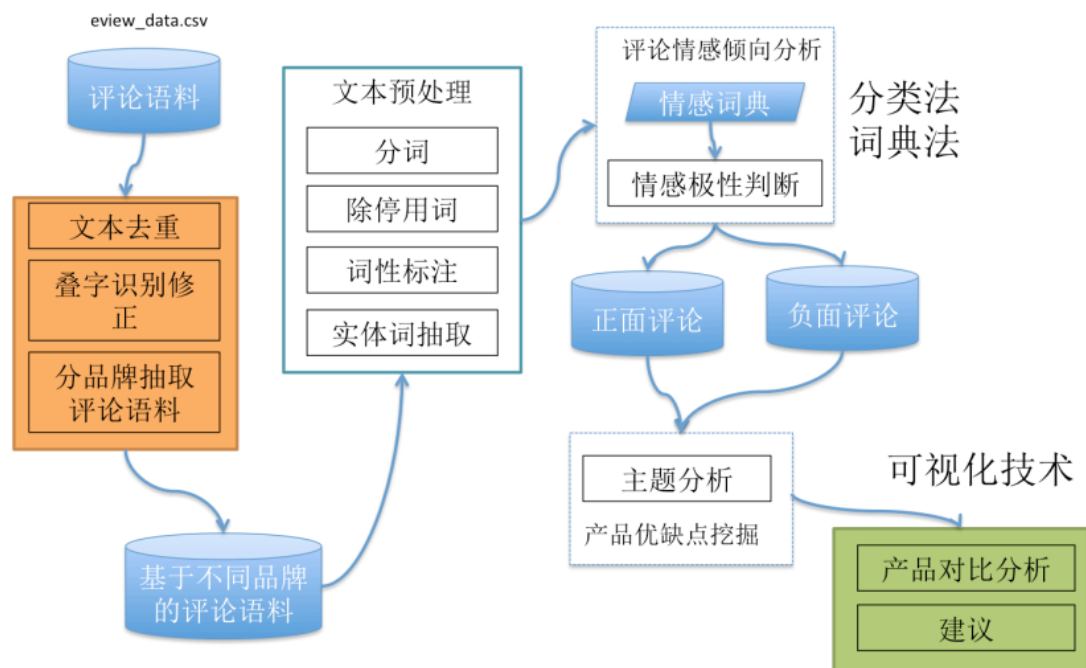 eview_data.csv
评论语料
文本去重
叠字识别修
正
分品牌抽取
评论语料
基于不同品牌
的评论语料
文本预处理
分词
除停用词
词性标注
实体词抽取
评论情感倾向分析
情感词典
情感极性判断
分类法
词典法
正面评论
负面评论
主题分析
产品优缺点挖掘
可视化技术
产品对比分析
建议